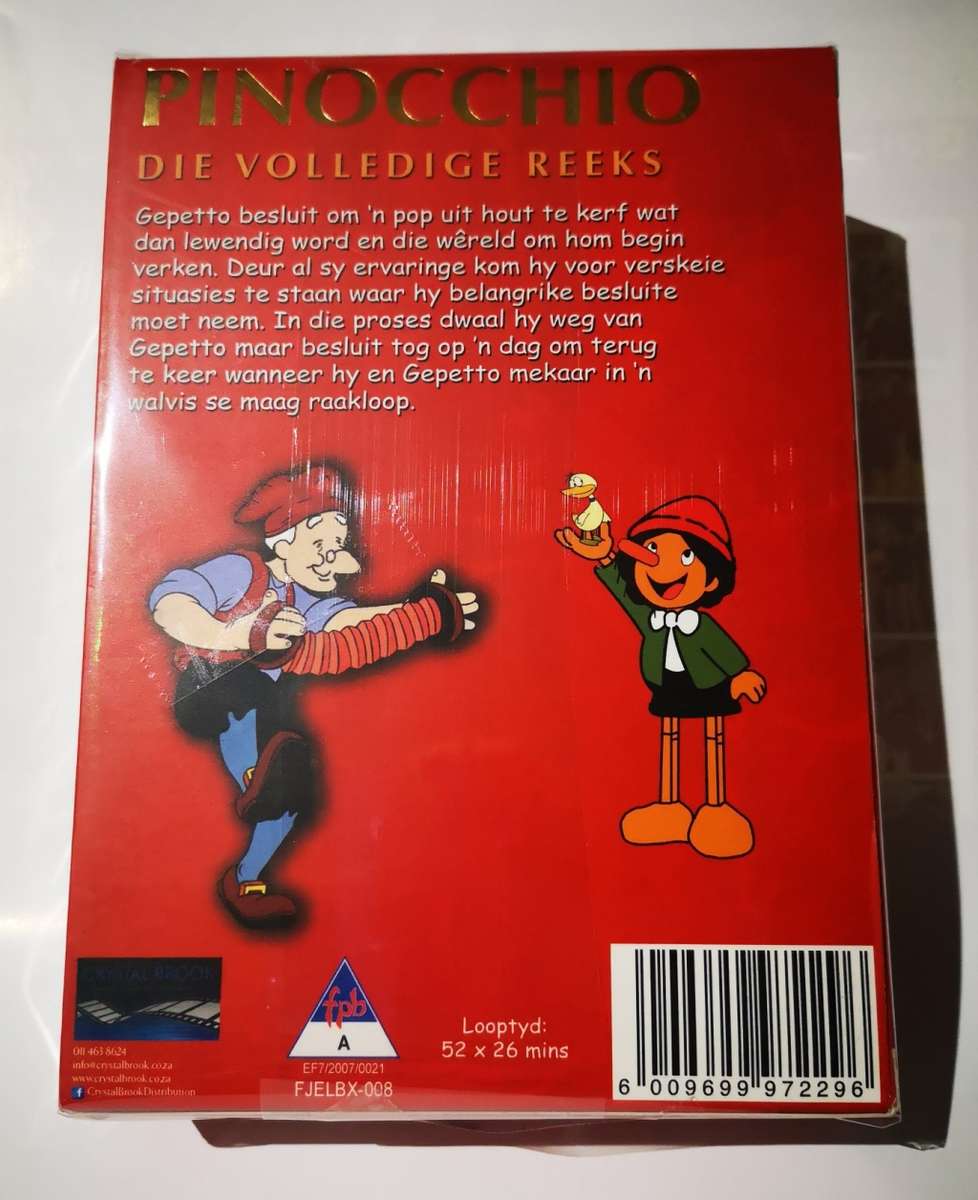 PINOCCHIO
DIE VOLLEDIGE REEKS
Gepetto besluit om 'n pop uit hout te kerf wat
dan lewendig word en die wêreld om hom begin
verken. Deur al sy ervaringe kom hy voor verskeie
situasies te staan waar hy belangrike besluite
moet neem. In die proses dwaal hy weg van
Gepetto maar besluit tog op 'n dag om terug
te keer wanneer hy en Gepetto mekaar in 'n
walvis se maag raakloop.
CRYSTAL BROOK
011 463 8624
info@crystalbrook.co.za
www.crystalbrook.co.za
f CrystalBrookDistribution
fpb
A
EF7/2007/0021
FJELBX-008
Looptyd:
52 x 26 mins
6 009699 972296